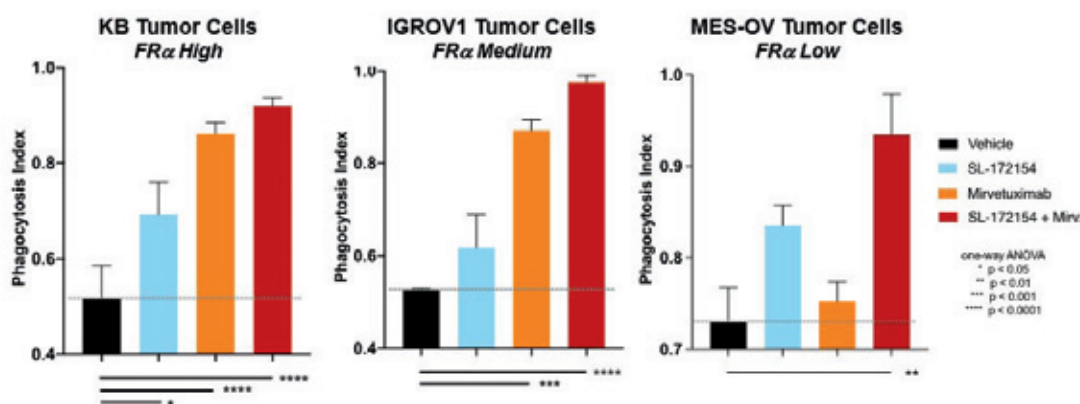 KB Tumor Cells
FRα High
Phagocytosis Index
1.0
0.8
0.6
0.4
****
****
*
IGROV1 Tumor Cells
FRα Medium
Phagocytosis Index
1.0
0.8
0.6
0.4
****
***
MES-OV Tumor Cells
FRα Low
Phagocytosis Index
1.0
0.9
0.8
0.7
**
Vehicle
SL-172154
Mirvetuximab
SL-172154 + Mirv
one-way ANOVA
* p < 0.05
** p < 0.01
*** p < 0.001
**** p < 0.0001